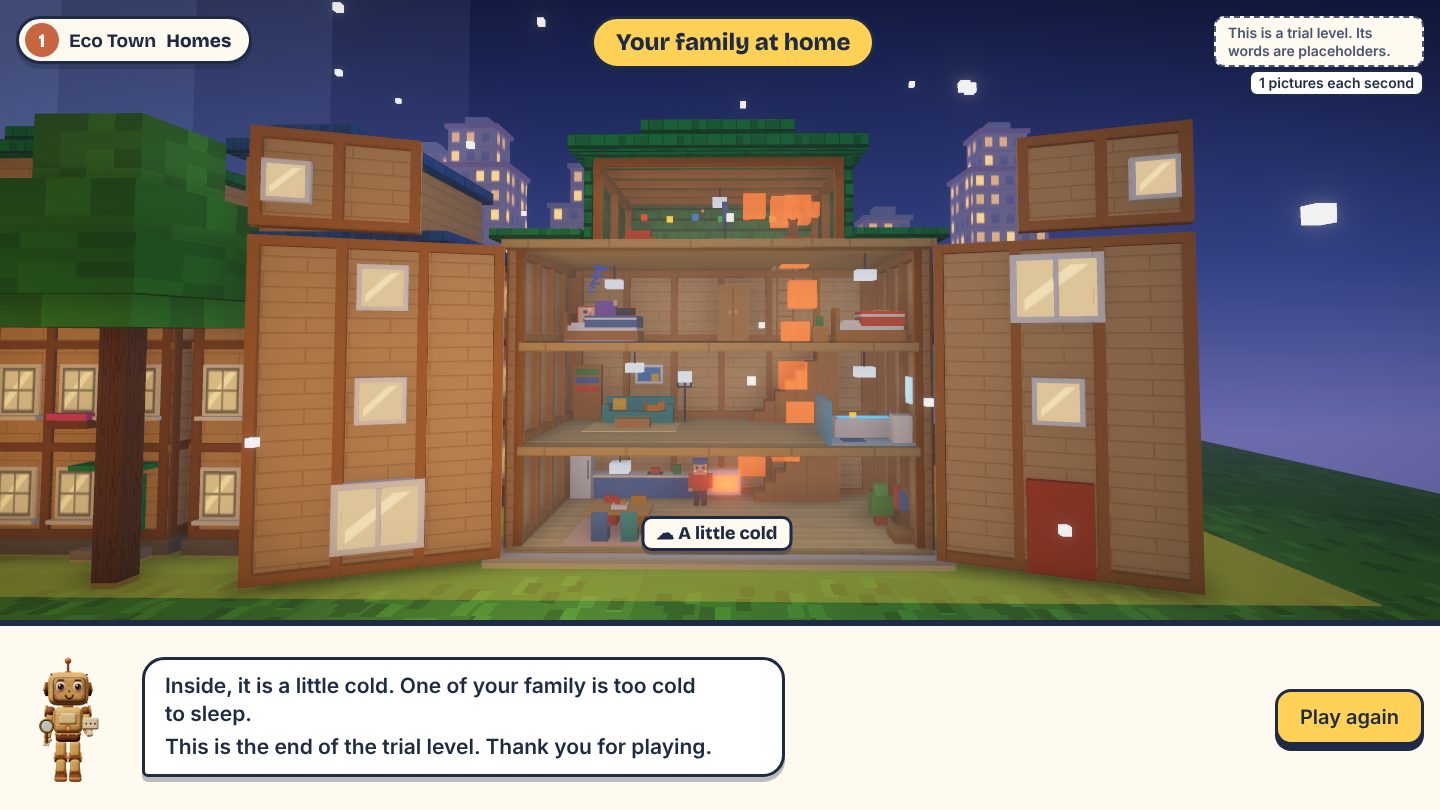 1 Eco Town Homes
Your family at home
This is a trial level. Its
words are placeholders.
1 pictures each second
☁ A little cold
Inside, it is a little cold. One of your family is too cold
to sleep.
This is the end of the trial level. Thank you for playing.
Play again